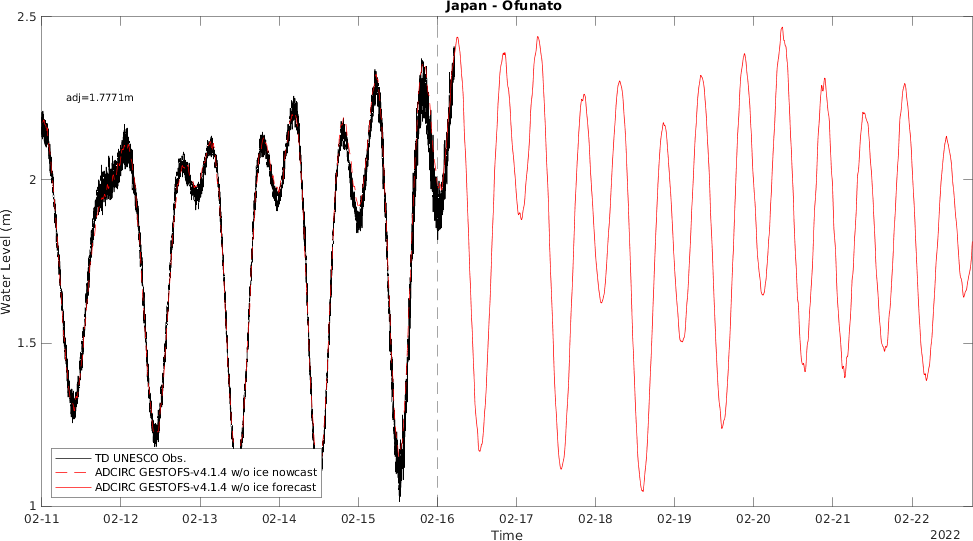 Japan - Ofunato
2.5
2
1.5
1
Water Level (m)
adj=1.7771m
TD UNESCO Obs.
ADCIRC GESTOFS-v4.1.4 w/o ice nowcast
ADCIRC GESTOFS-v4.1.4 w/o ice forecast
02-11 02-12 02-13 02-14 02-15 02-16 02-17 02-18 02-19 02-20 02-21 02-22
2022
Time